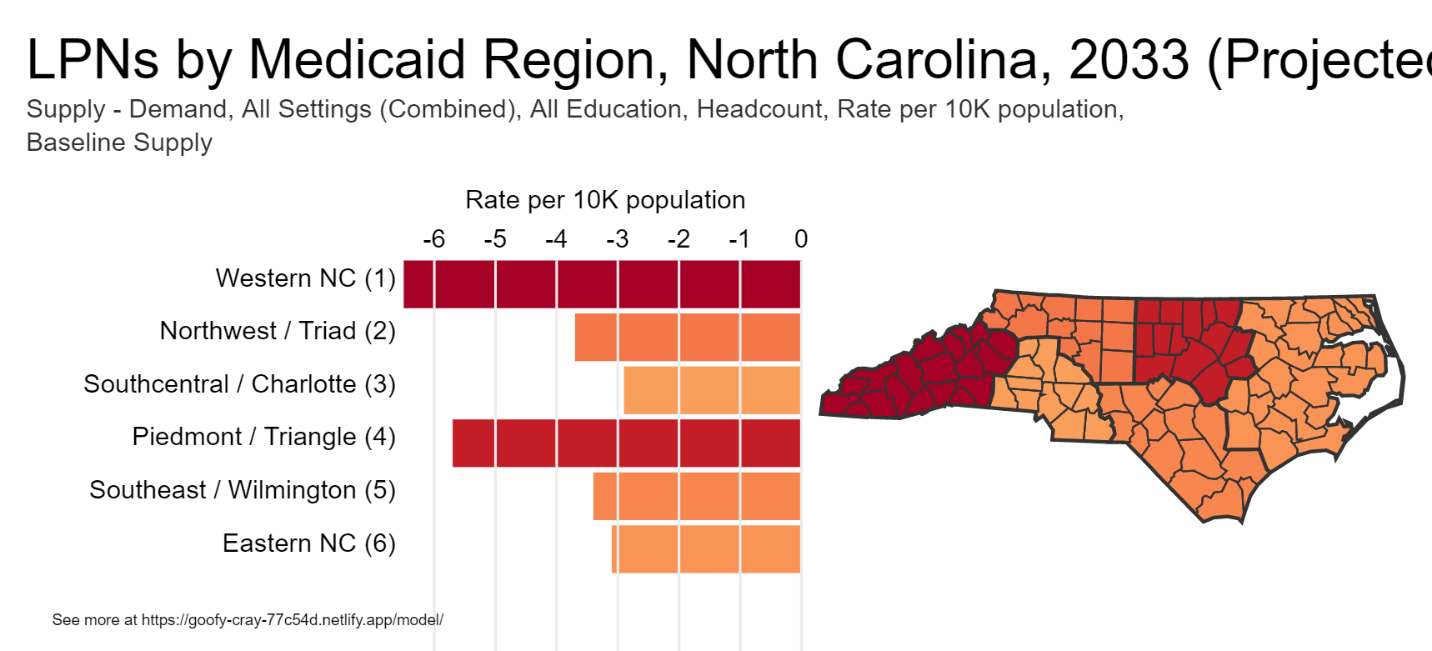 LPNs by Medicaid Region, North Carolina, 2033 (Projected
Supply - Demand, All Settings (Combined), All Education, Headcount, Rate per 10K population,
Baseline Supply
Rate per 10K population
-6 -5 -4 -3 -2 -1 0
Western NC (1)
Northwest / Triad (2)
Southcentral / Charlotte (3)
Piedmont / Triangle (4)
Southeast / Wilmington (5)
Eastern NC (6)
See more at https://goofy-cray-77c54d.netlify.app/model/